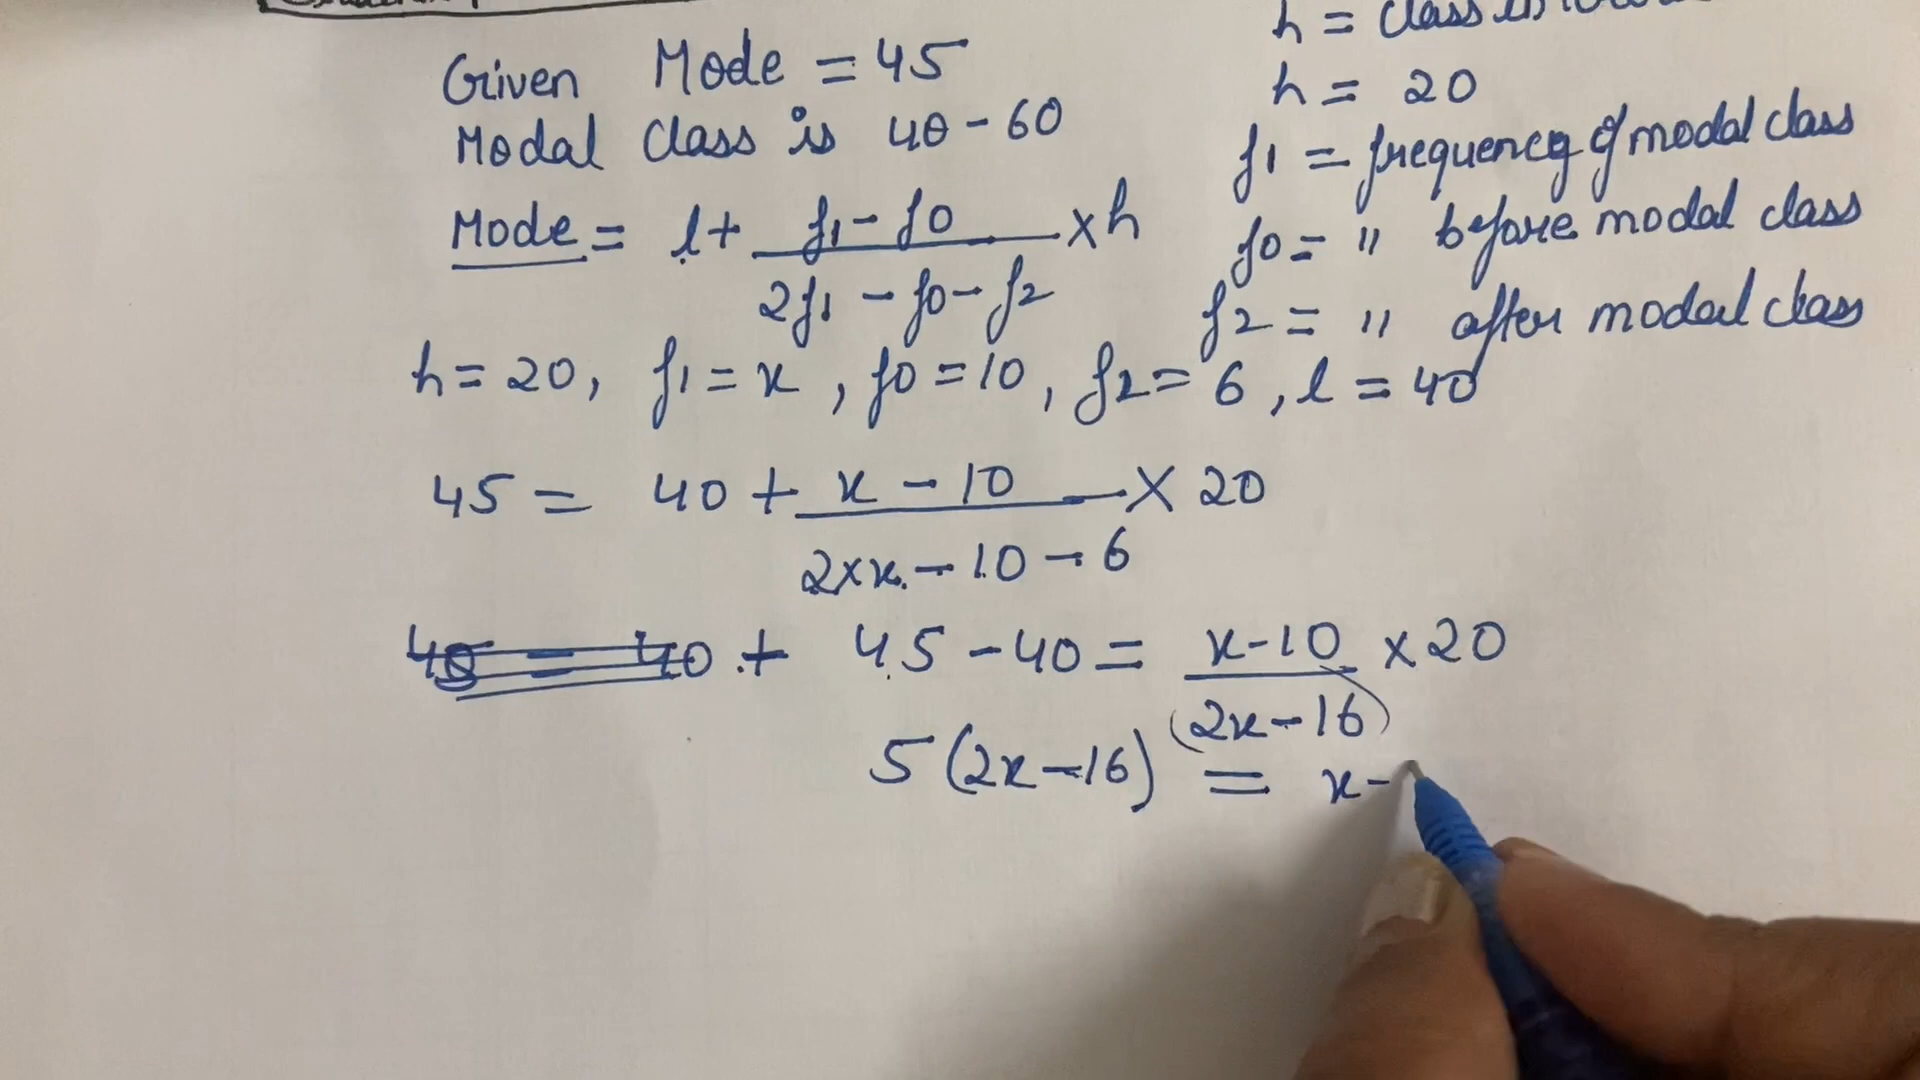 h = class
h = 20
Given Mode = 45
Modal Class is 40 - 60
f1 = frequency of modal class
Mode = l + f1 - f0 / 2f1 - f0 - f2 × h
f0 = " before modal class
f2 = " after modal class
h = 20, f1 = x, f0 = 10, f2 = 6, l = 40
45 = 40 + x - 10 / 2×x - 10 - 6 × 20
+ 45 - 40 = x - 10 / (2x - 16) × 20
5(2x - 16) = x -